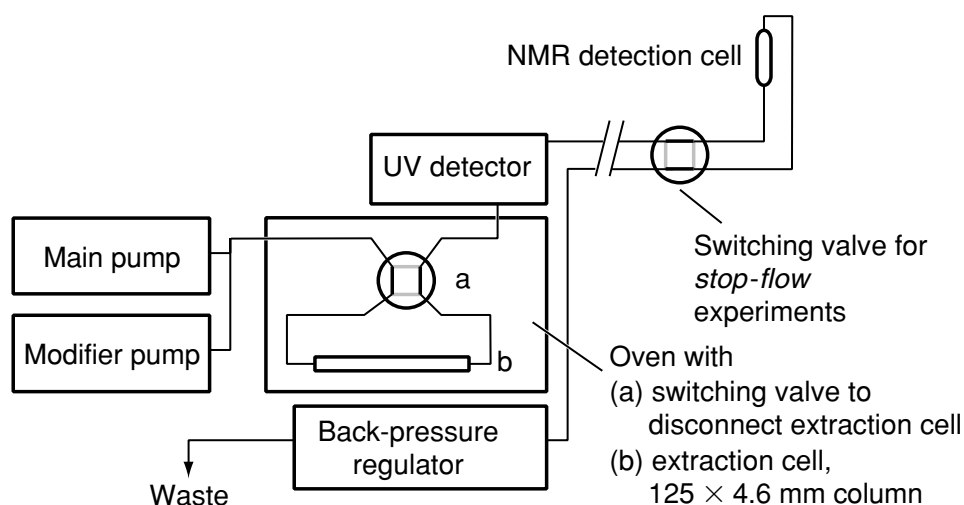 NMR detection cell
UV detector
Main pump
a
Switching valve for
stop-flow
experiments
Modifier pump
b
Oven with
(a) switching valve to
disconnect extraction cell
(b) extraction cell,
125 × 4.6 mm column
Back-pressure
regulator
Waste